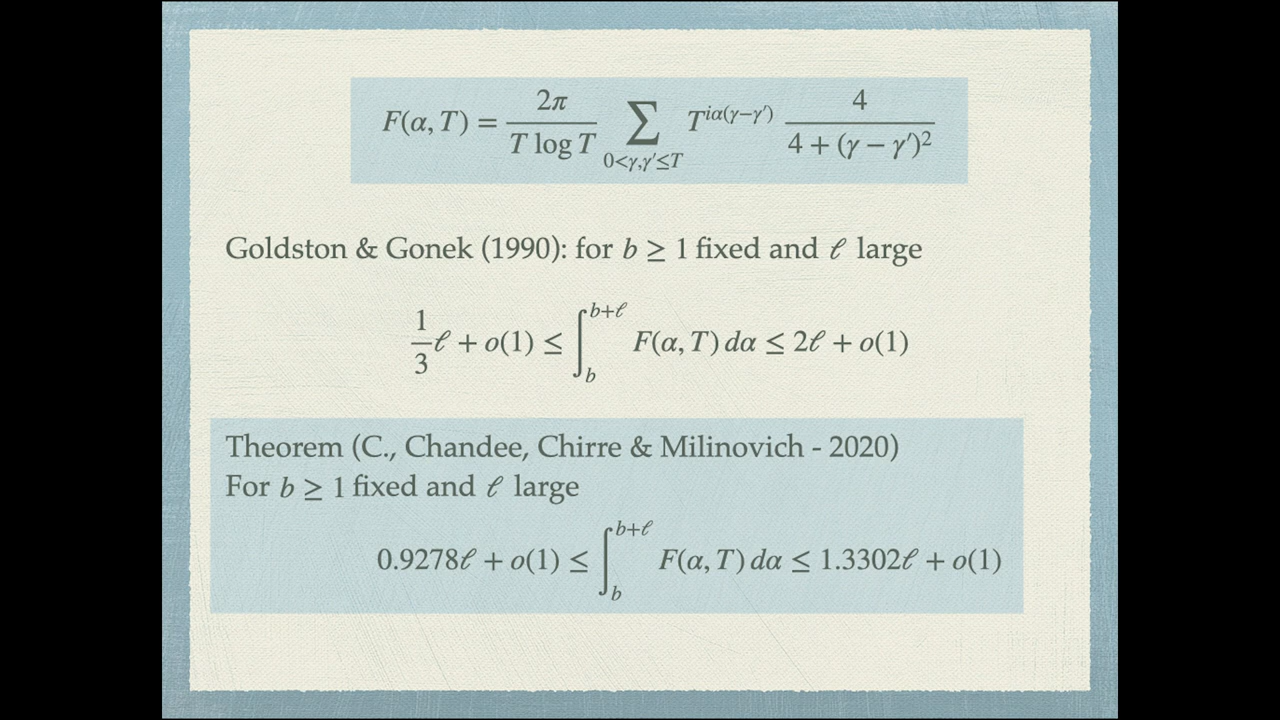 F(α, T) = 2π / (T log T) ∑_{0<γ,γ′≤T} T^{iα(γ−γ′)} 4 / (4 + (γ − γ′)²)
Goldston & Gonek (1990): for b ≥ 1 fixed and ℓ large
1/3 ℓ + o(1) ≤ ∫_b^{b+ℓ} F(α, T) dα ≤ 2ℓ + o(1)
Theorem (C., Chandee, Chirre & Milinovich - 2020)
For b ≥ 1 fixed and ℓ large
0.9278ℓ + o(1) ≤ ∫_b^{b+ℓ} F(α, T) dα ≤ 1.3302ℓ + o(1)